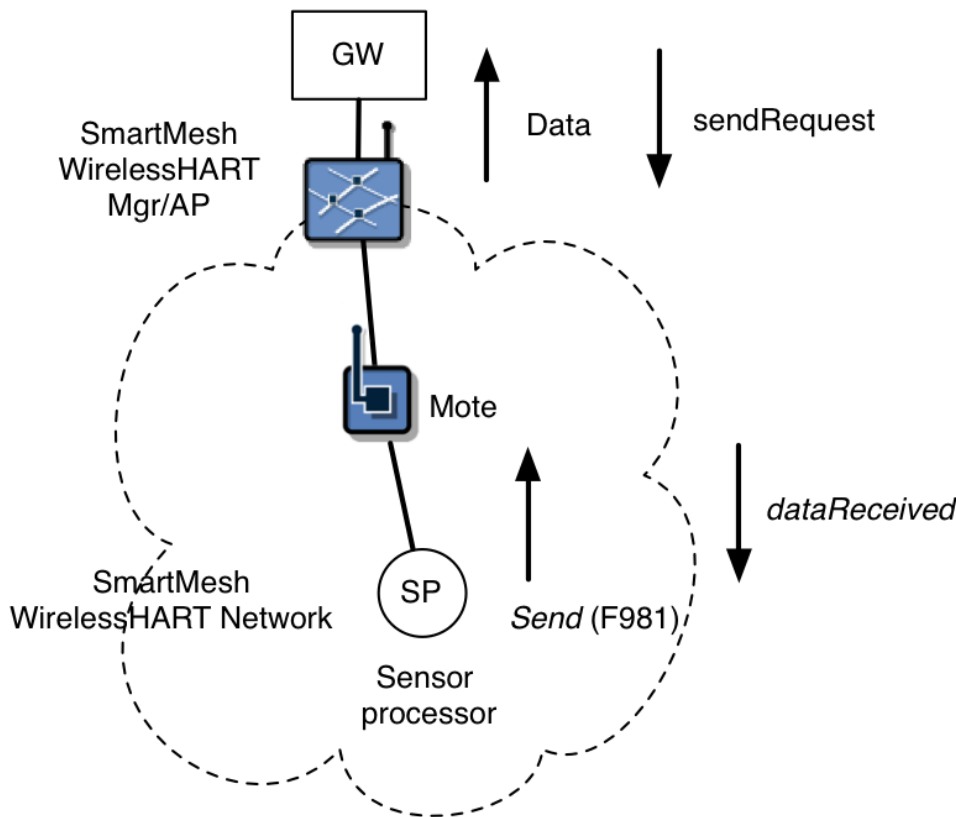 GW
SmartMesh
WirelessHART
Mgr/AP
Data
sendRequest
Mote
dataReceived
SmartMesh
WirelessHART Network
SP
Send (F981)
Sensor
processor